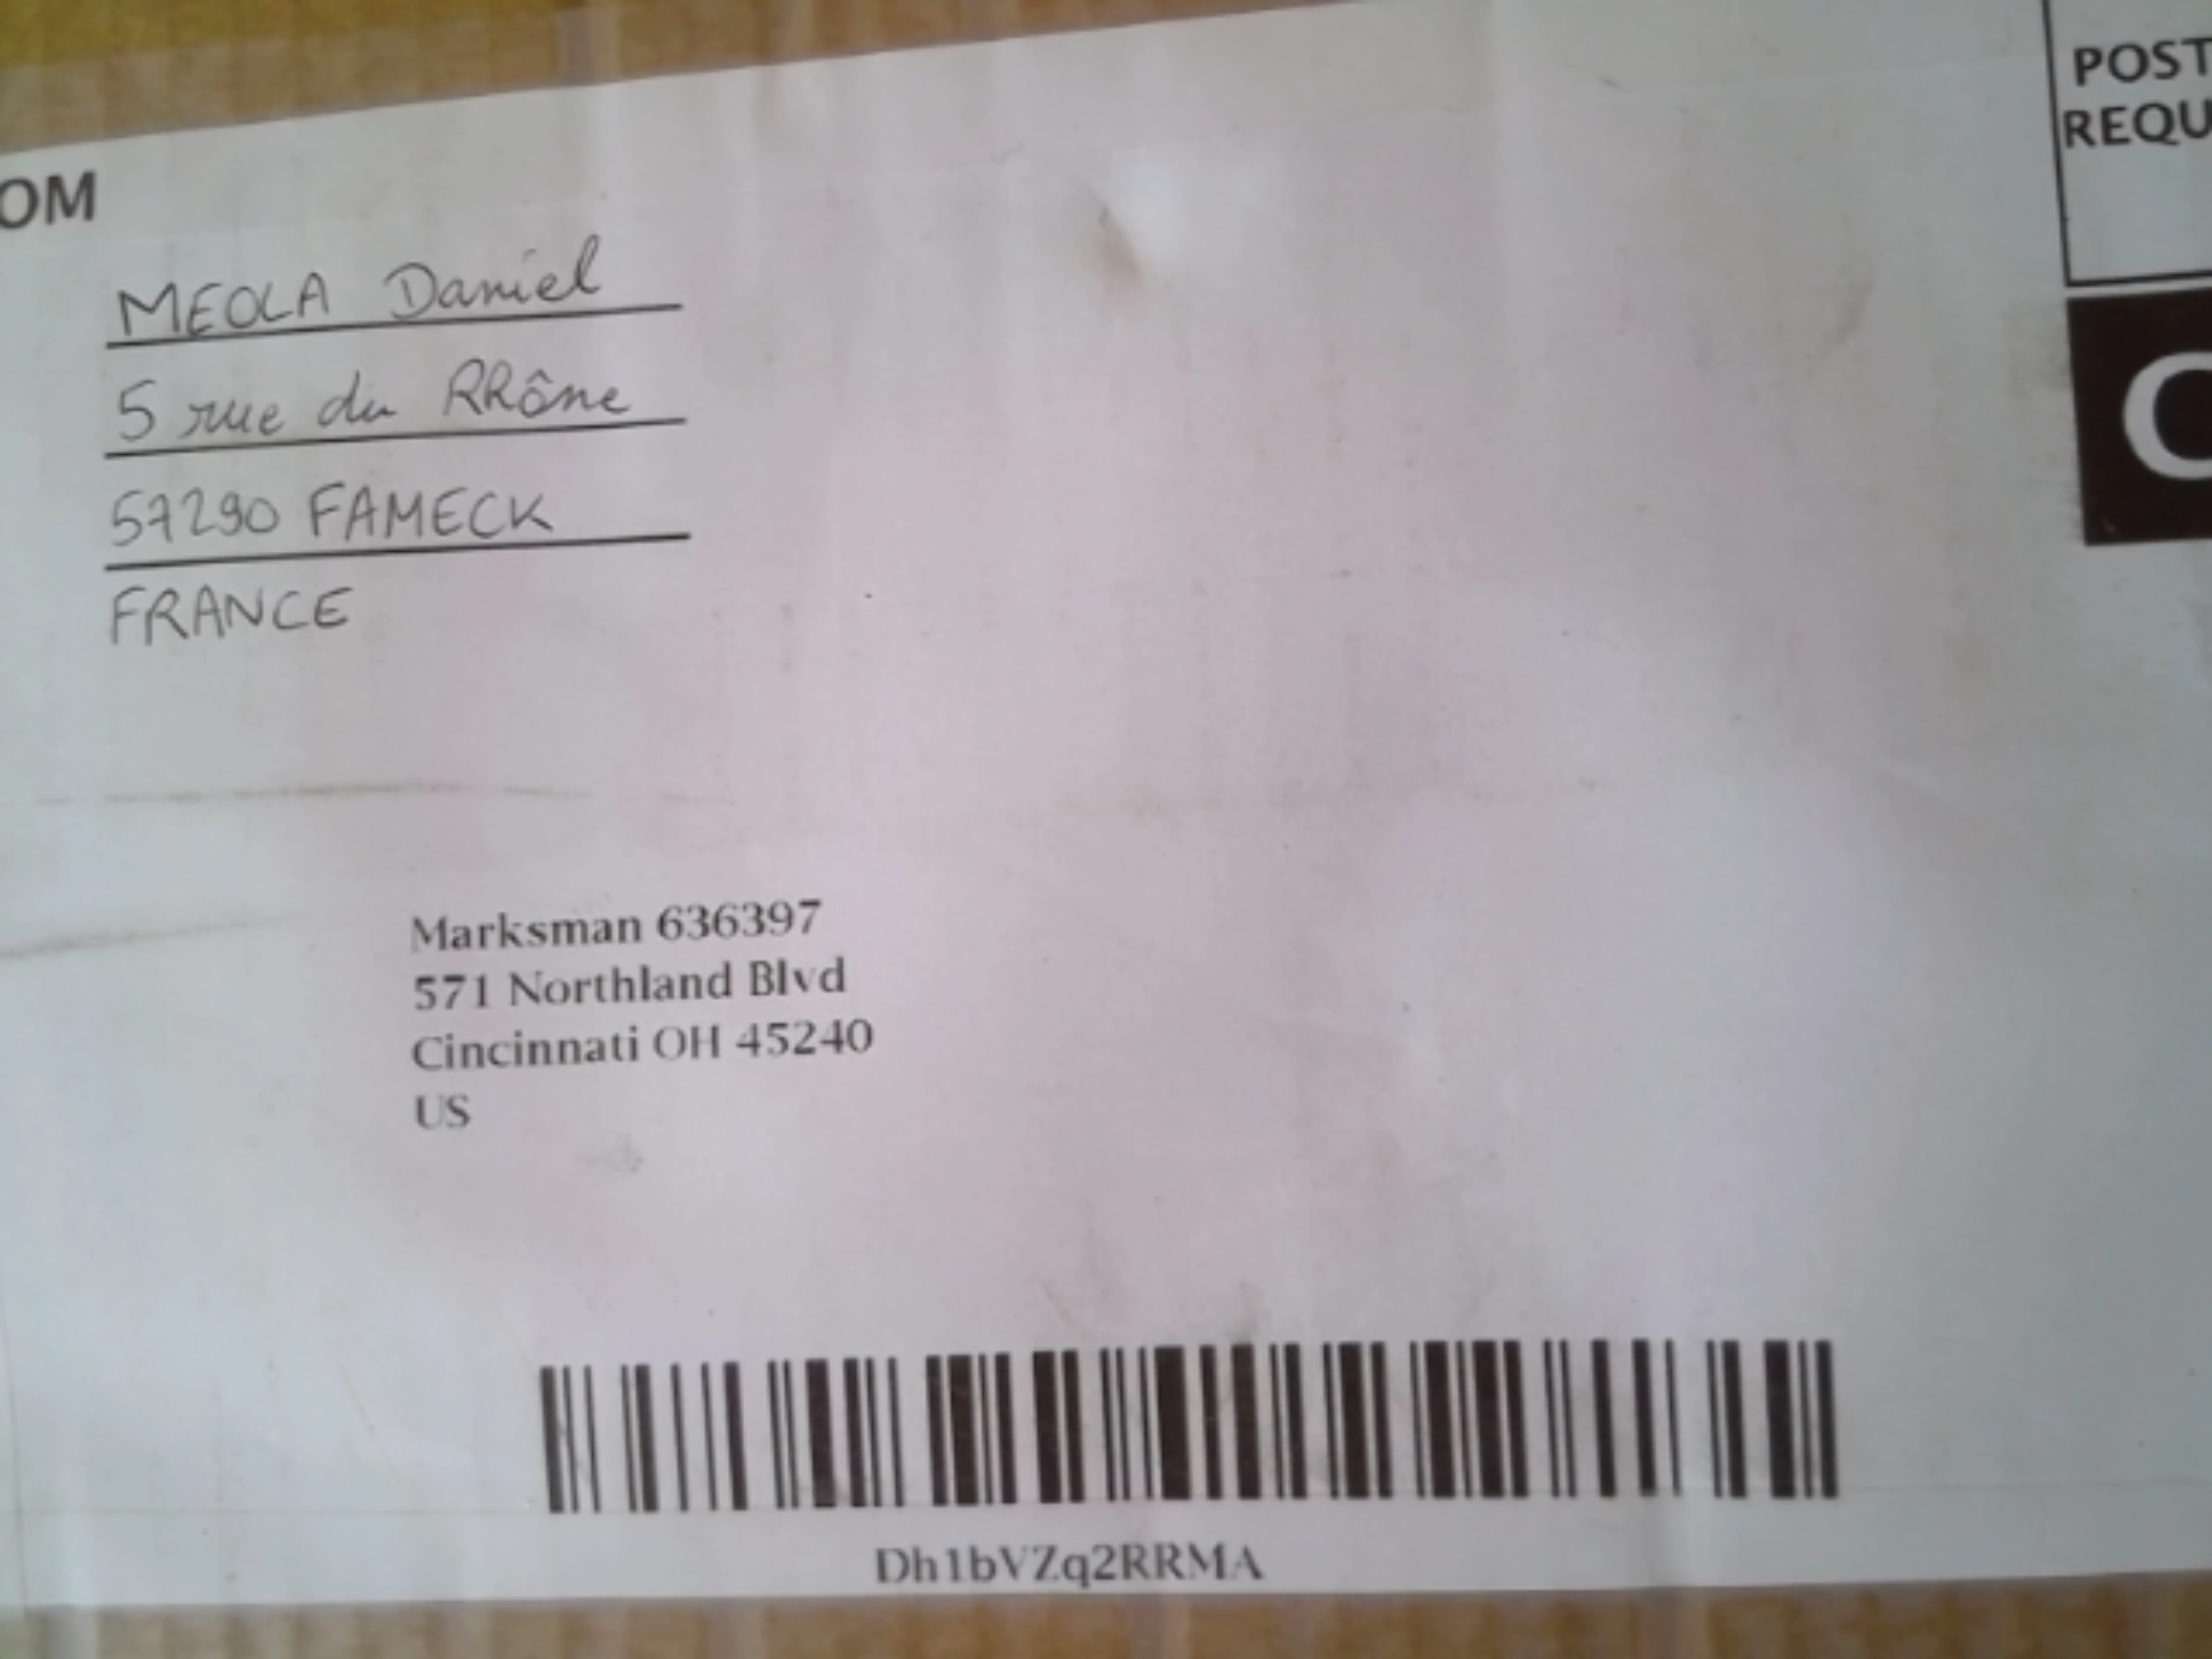 OM
POST
REQU
MEOLA Daniel
5 rue du Rhône
57290 FAMECK
FRANCE
C
Marksman 636397
571 Northland Blvd
Cincinnati OH 45240
US
Dh1bVZq2RRMA